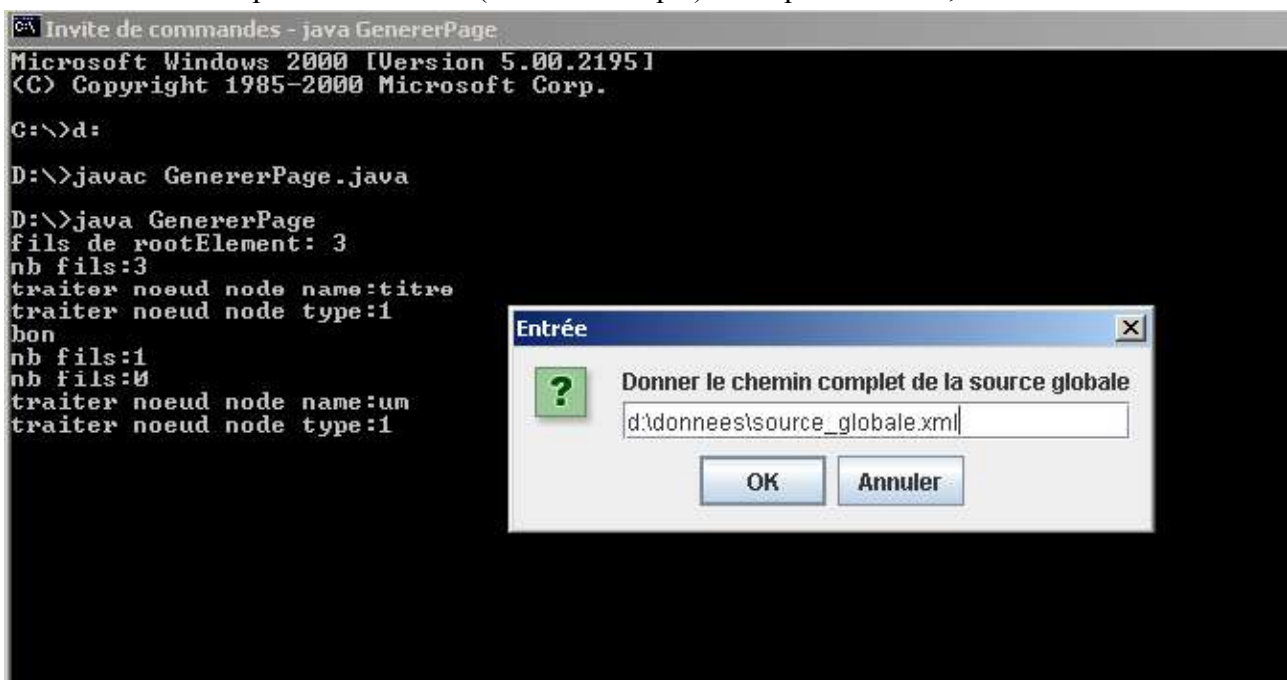 Invite de commandes - java GenererPage
Microsoft Windows 2000 [Version 5.00.2195]
(C) Copyright 1985-2000 Microsoft Corp.
C:\>d:
D:\>javac GenererPage.java
D:\>java GenererPage
fils de rootElement: 3
nb fils:3
traiter noeud node name:titre
traiter noeud node type:1
bon
nb fils:1
nb fils:0
traiter noeud node name:um
traiter noeud node type:1
Entrée
Donner le chemin complet de la source globale
d:\donnees\source_globale.xml
OK
Annuler